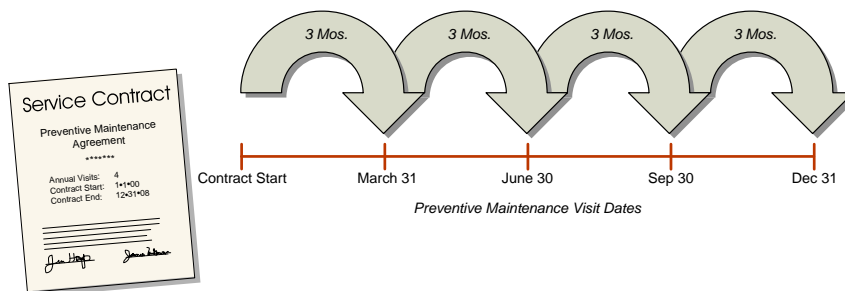 3 Mos. 3 Mos. 3 Mos. 3 Mos.
Service Contract
Preventive Maintenance
Agreement
*******
Annual Visits: 4
Contract Start: 1•1•00
Contract End: 12•31•08
Contract Start March 31 June 30 Sep 30 Dec 31
Preventive Maintenance Visit Dates